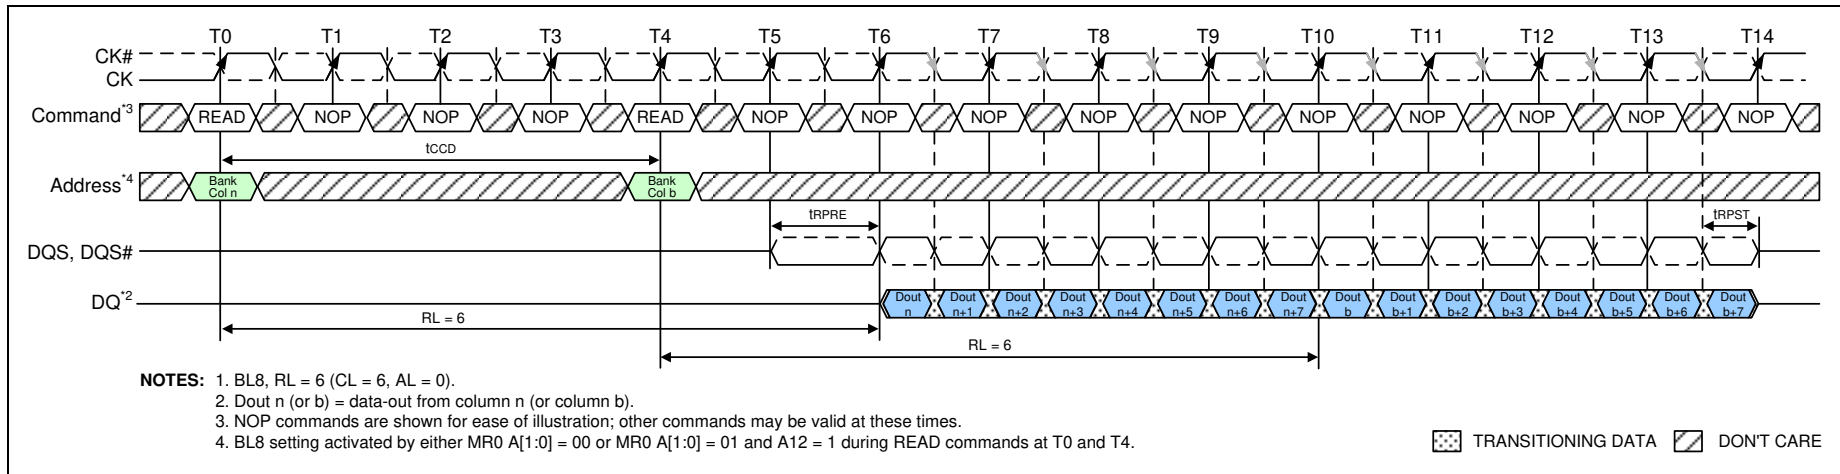 T0 T1 T2 T3 T4 T5 T6 T7 T8 T9 T10 T11 T12 T13 T14
CK#
CK
Command*3 READ NOP NOP NOP READ NOP NOP NOP NOP NOP NOP NOP NOP NOP NOP
tCCD
Address*4 Bank Col n Bank Col b
tRPRE tRPST
DQS, DQS#
DQ*2 Dout n Dout n+1 Dout n+2 Dout n+3 Dout n+4 Dout n+5 Dout n+6 Dout n+7 Dout b Dout b+1 Dout b+2 Dout b+3 Dout b+4 Dout b+5 Dout b+6 Dout b+7
RL = 6
RL = 6
NOTES: 1. BL8, RL = 6 (CL = 6, AL = 0).
2. Dout n (or b) = data-out from column n (or column b).
3. NOP commands are shown for ease of illustration; other commands may be valid at these times.
4. BL8 setting activated by either MR0 A[1:0] = 00 or MR0 A[1:0] = 01 and A12 = 1 during READ commands at T0 and T4.
TRANSITIONING DATA DON'T CARE